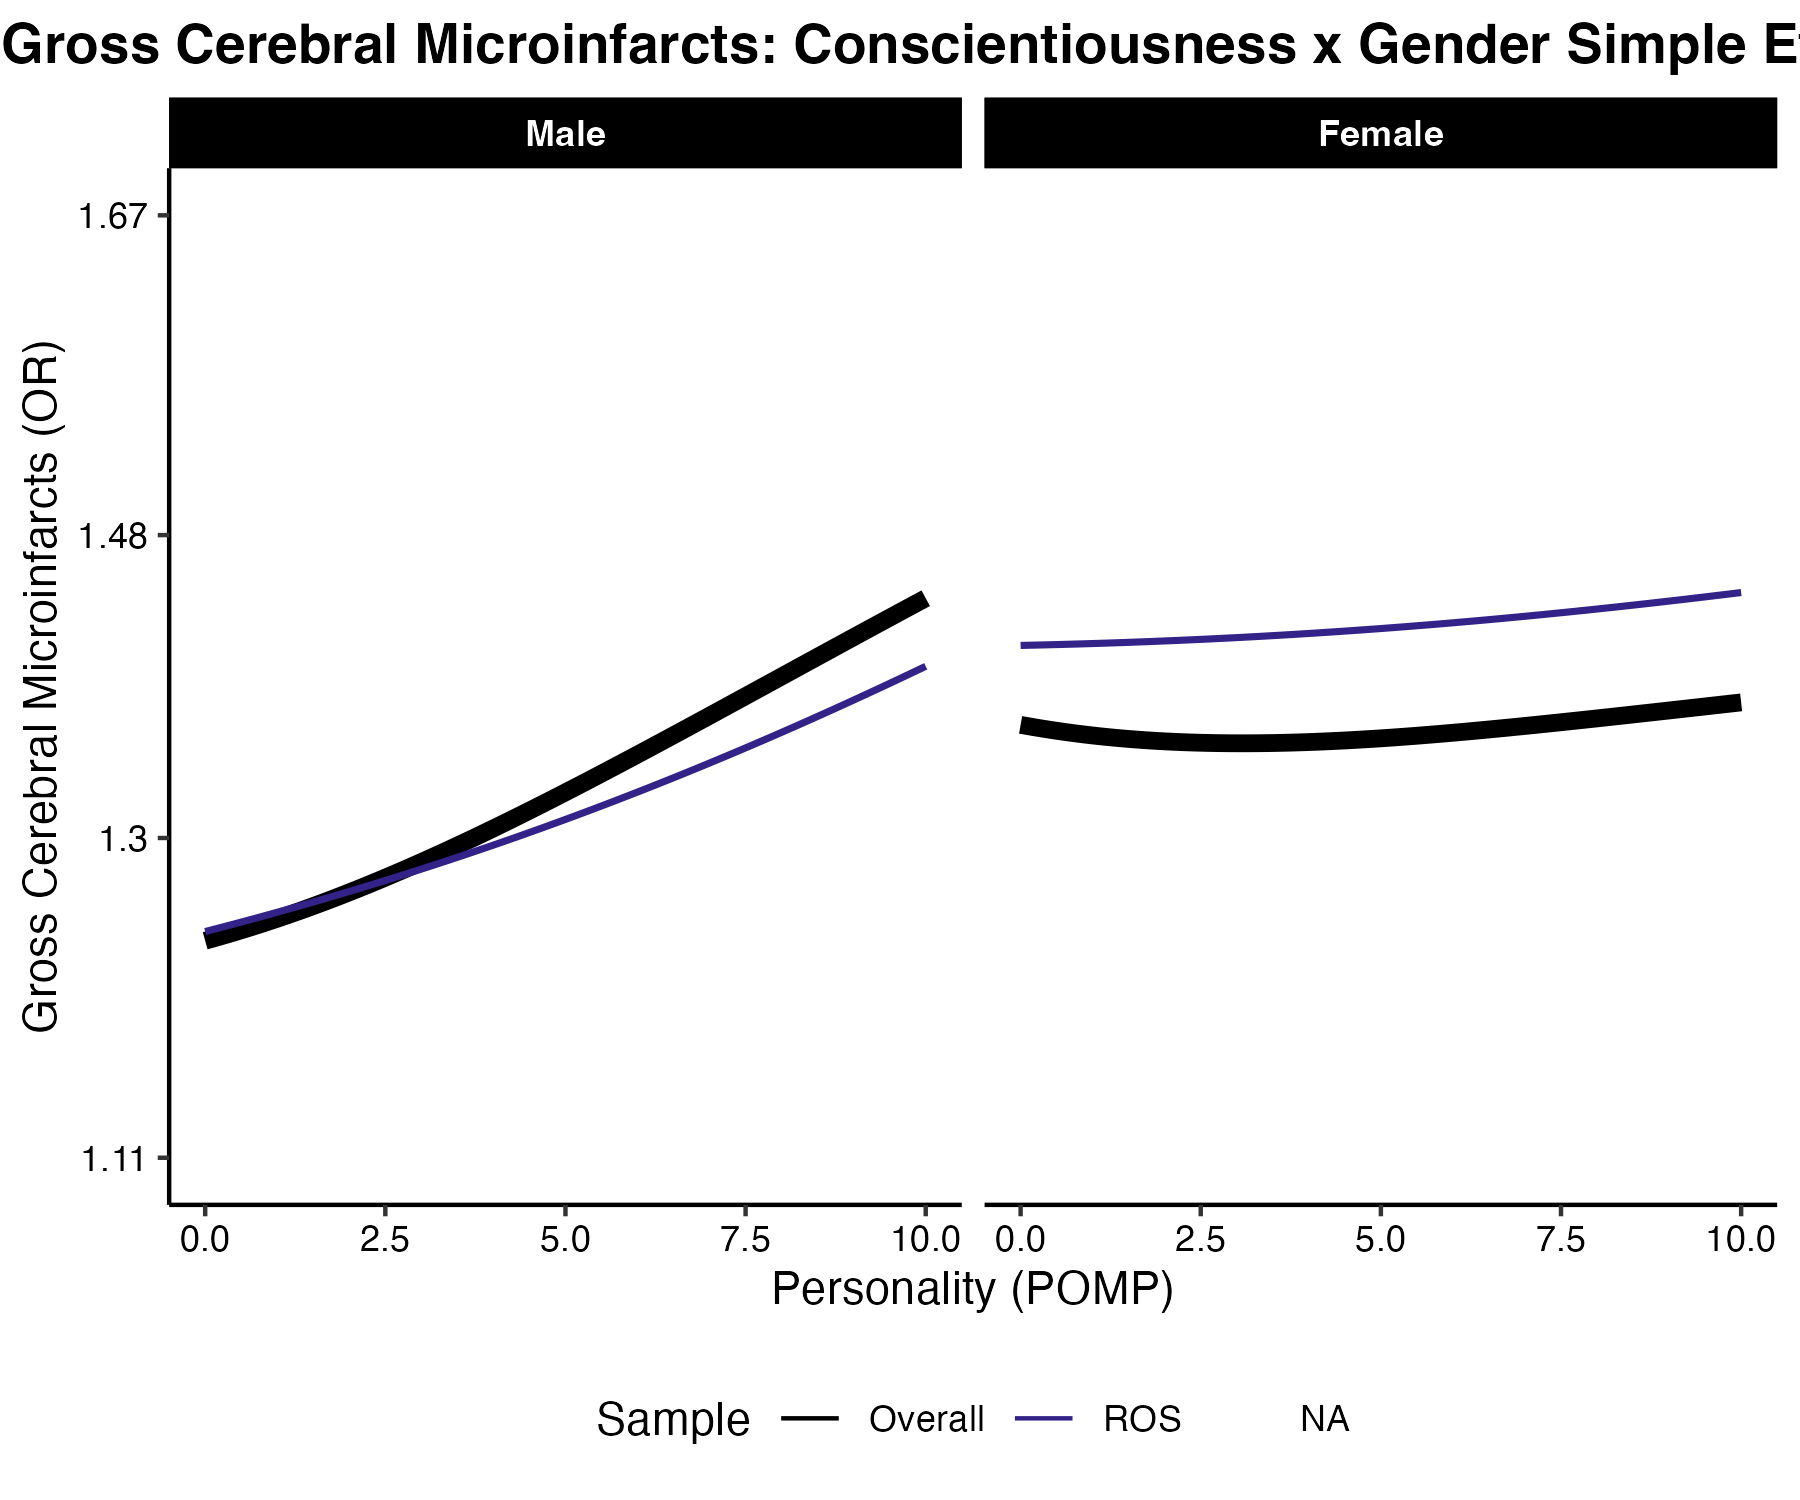 Gross Cerebral Microinfarcts: Conscientiousness x Gender Simple
Male
Female
Gross Cerebral Microinfarcts (OR)
1.67
1.48
1.3
1.11
0.0 2.5 5.0 7.5 10.0 0.0 2.5 5.0 7.5 10.0
Personality (POMP)
Sample Overall ROS NA